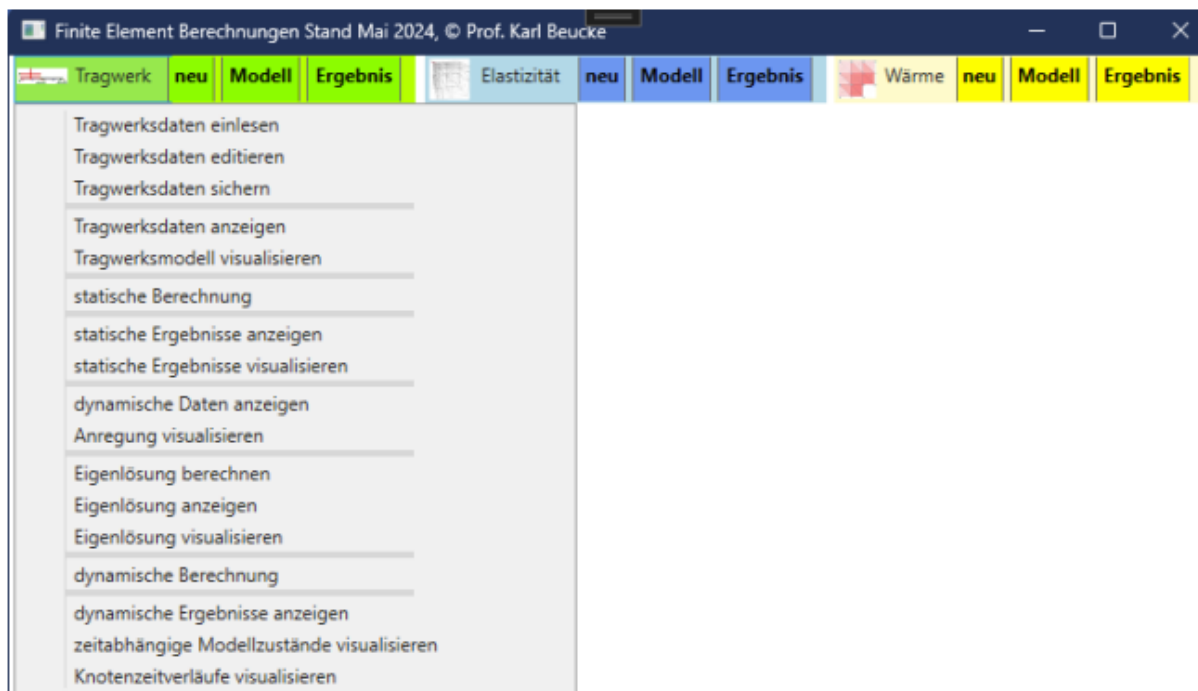 Finite Element Berechnungen Stand Mai 2024, © Prof. Karl Beucke
Tragwerk neu Modell Ergebnis Elastizität neu Modell Ergebnis Wärme neu Modell Ergebnis
Tragwerksdaten einlesen
Tragwerksdaten editieren
Tragwerksdaten sichern
Tragwerksdaten anzeigen
Tragwerksmodell visualisieren
statische Berechnung
statische Ergebnisse anzeigen
statische Ergebnisse visualisieren
dynamische Daten anzeigen
Anregung visualisieren
Eigenlösung berechnen
Eigenlösung anzeigen
Eigenlösung visualisieren
dynamische Berechnung
dynamische Ergebnisse anzeigen
zeitabhängige Modellzustände visualisieren
Knotenzeitverläufe visualisieren